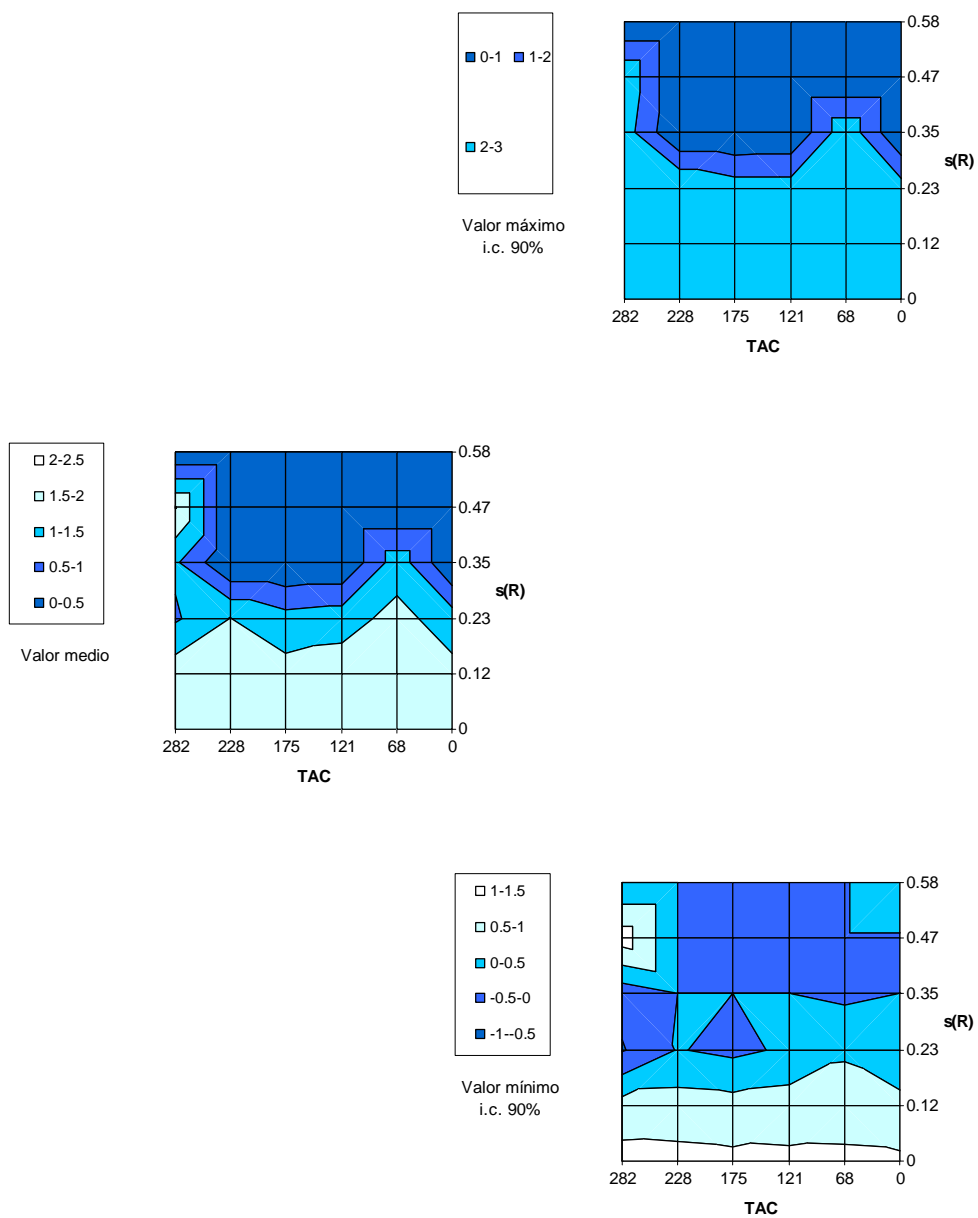 0-1 1-2
2-3
Valor máximo
i.c. 90%
0.58
0.47
0.35
0.23
0.12
0
s(R)
282 228 175 121 68 0
TAC
2-2.5
1.5-2
1-1.5
0.5-1
0-0.5
Valor medio
0.58
0.47
0.35
0.23
0.12
0
s(R)
282 228 175 121 68 0
TAC
1-1.5
0.5-1
0-0.5
-0.5-0
-1--0.5
Valor mínimo
i.c. 90%
0.58
0.47
0.35
0.23
0.12
0
s(R)
282 228 175 121 68 0
TAC